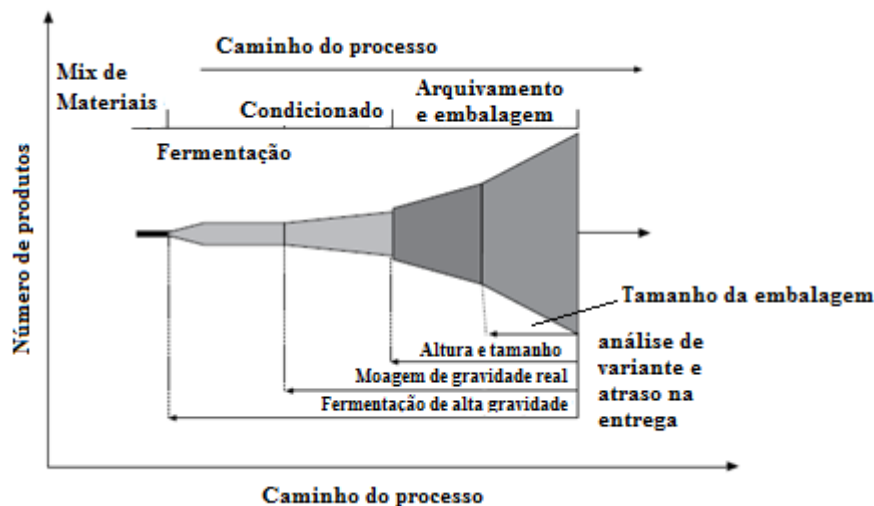 Caminho do processo
Mix de
Materiais
Condicionado
Arquivamento
e embalagem
Fermentação
Número de produtos
Tamanho da embalagem
Altura e tamanho
Moagem de gravidade real
Fermentação de alta gravidade
análise de
variante e
atraso na
entrega
Caminho do processo